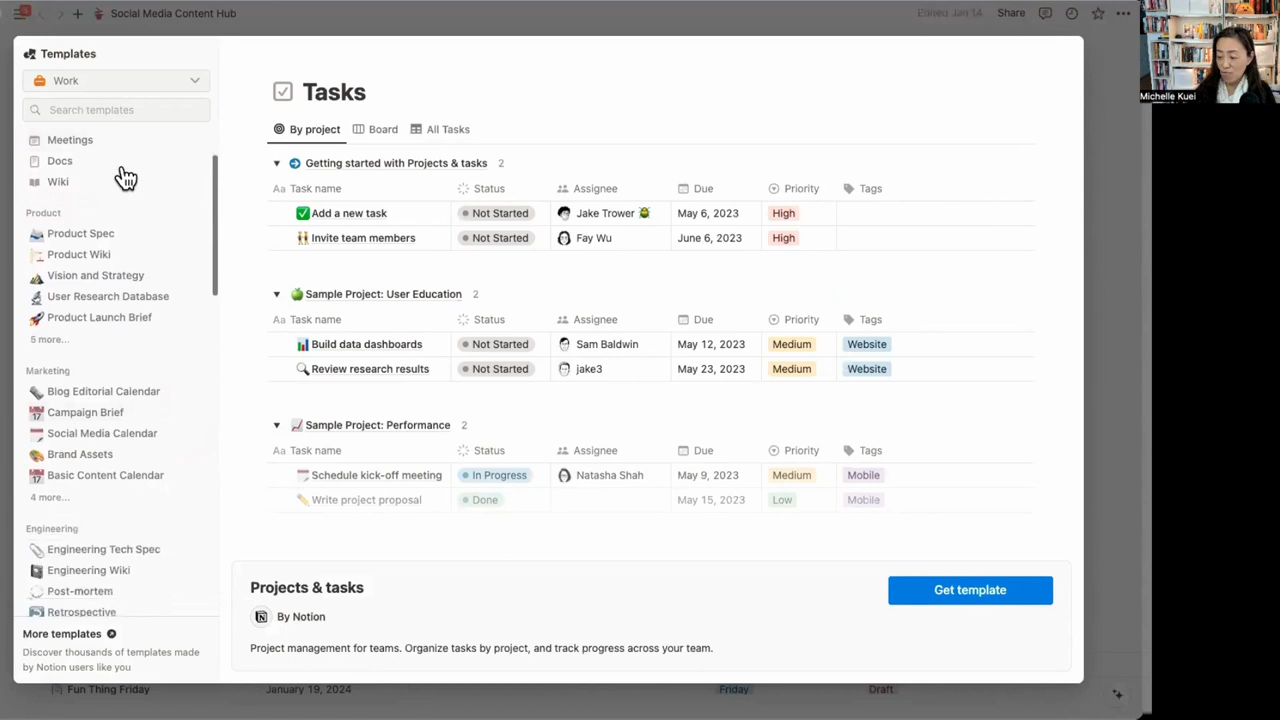 Social Media Content Hub
Edited Jan 14
Share
Michelle Kuei
Templates
Work
Search templates
Meetings
Docs
Wiki
Product
Product Spec
Product Wiki
Vision and Strategy
User Research Database
Product Launch Brief
5 more...
Marketing
Blog Editorial Calendar
Campaign Brief
Social Media Calendar
Brand Assets
Basic Content Calendar
4 more...
Engineering
Engineering Tech Spec
Engineering Wiki
Post-mortem
Retrospective
More templates
Discover thousands of templates made
by Notion users like you
Tasks
By project Board All Tasks
Getting started with Projects & tasks 2
Aa Task name Status Assignee Due Priority Tags
Add a new task Not Started Jake Trower May 6, 2023 High
Invite team members Not Started Fay Wu June 6, 2023 High
Sample Project: User Education 2
Aa Task name Status Assignee Due Priority Tags
Build data dashboards Not Started Sam Baldwin May 12, 2023 Medium Website
Review research results Not Started jake3 May 23, 2023 Medium Website
Sample Project: Performance 2
Aa Task name Status Assignee Due Priority Tags
Schedule kick-off meeting In Progress Natasha Shah May 9, 2023 Medium Mobile
Write project proposal Done May 15, 2023 Low Mobile
Projects & tasks
Get template
By Notion
Project management for teams. Organize tasks by project, and track progress across your team.
Fun Thing Friday January 19, 2024 Friday Draft